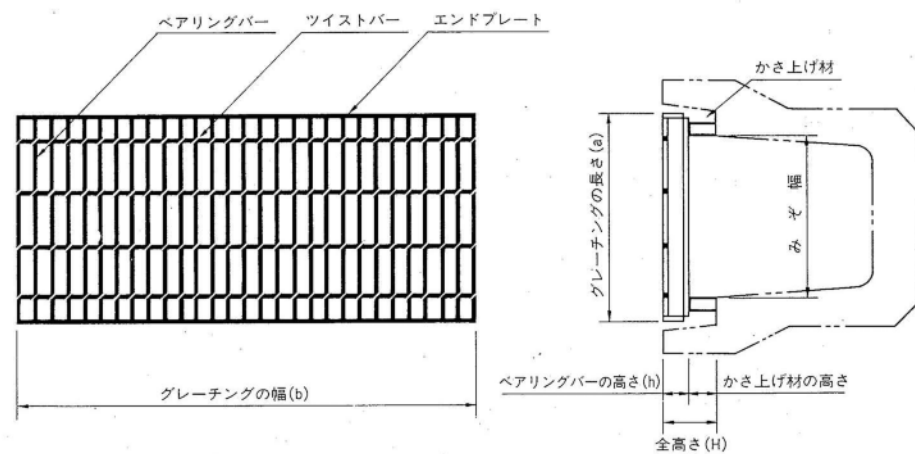 ベアリングバー
ツイストバー
エンドプレート
グレーチングの幅(b)
かさ上げ材
グレーチングの長さ(a)
みぞ幅
ベアリングバーの高さ(h)
かさ上げ材の高さ
全高さ(H)